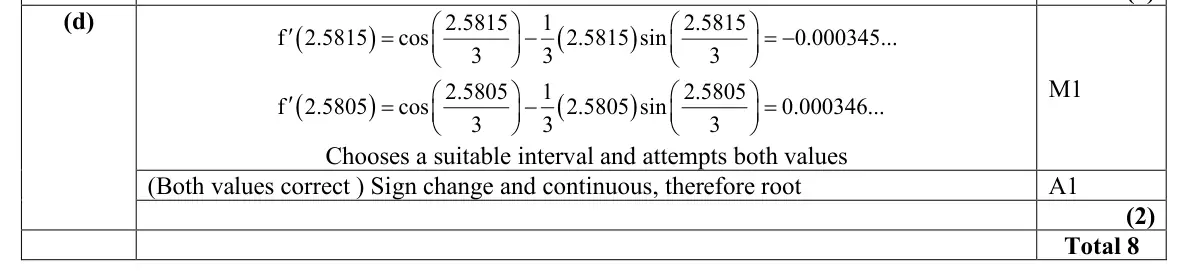 (d)
f′(2.5815) = cos(2.5815/3) − 1/3(2.5815)sin(2.5815/3) = −0.000345...
f′(2.5805) = cos(2.5805/3) − 1/3(2.5805)sin(2.5805/3) = 0.000346...
M1
Chooses a suitable interval and attempts both values
(Both values correct ) Sign change and continuous, therefore root A1
(2)
Total 8